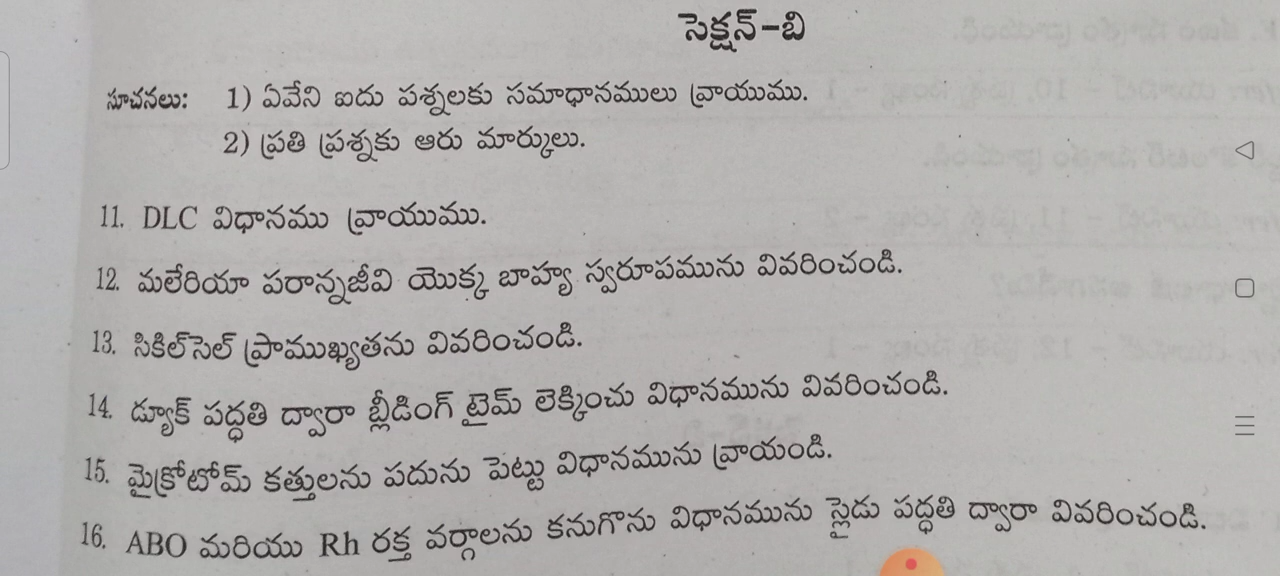 సెక్షన్-బి
సూచనలు: 1) ఏవేని ఐదు పశ్నలకు సమాధానములు వ్రాయుము.
2) ప్రతి ప్రశ్నకు ఆరు మార్కులు.
11. DLC విధానము వ్రాయుము.
12. మలేరియా పరాన్నజీవి యొక్క బాహ్య స్వరూపమును వివరించండి.
13. సికిల్‌సెల్ ప్రాముఖ్యతను వివరించండి.
14. డ్యూక్ పద్ధతి ద్వారా బ్లీడింగ్ టైమ్ లెక్కించు విధానమును వివరించండి.
15. మైక్రోటోమ్ కత్తులను పదును పెట్టు విధానమును వ్రాయండి.
16. ABO మరియు Rh రక్త వర్గాలను కనుగొను విధానమును స్లైడు పద్ధతి ద్వారా వివరించండి.